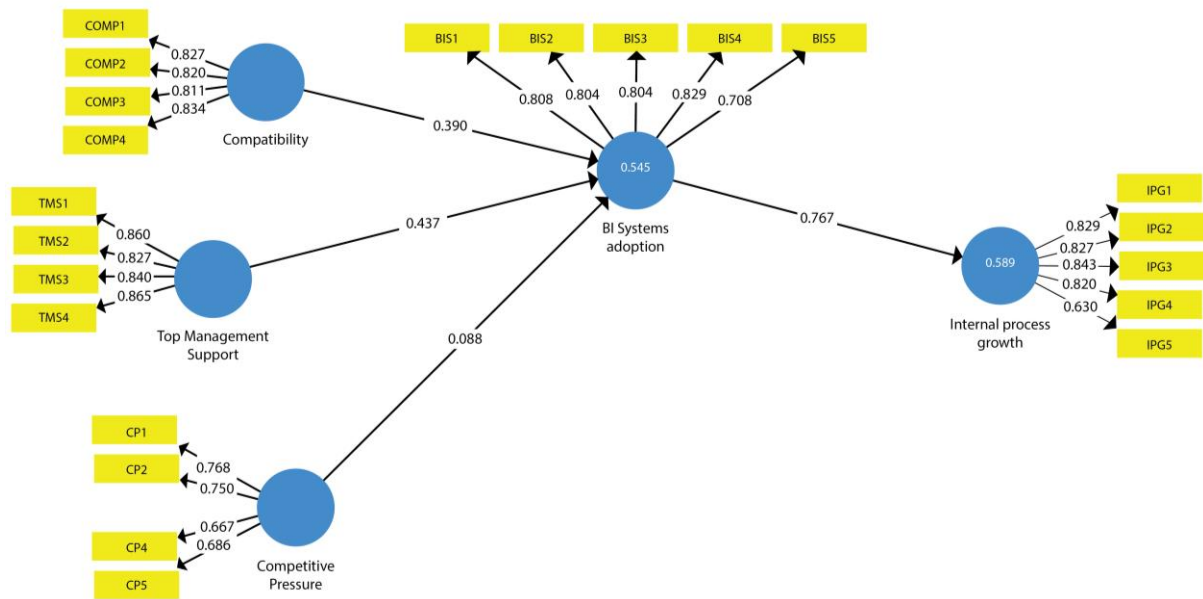 COMP1
COMP2
COMP3
COMP4
0.827
0.820
0.811
0.834
Compatibility
BIS1
BIS2
BIS3
BIS4
BIS5
0.808
0.804
0.804
0.829
0.708
0.390
0.545
BI Systems
adoption
TMS1
TMS2
TMS3
TMS4
0.860
0.827
0.840
0.865
Top Management
Support
0.437
0.767
0.589
Internal process
growth
0.829
0.827
0.843
0.820
0.630
IPG1
IPG2
IPG3
IPG4
IPG5
0.088
CP1
CP2
CP4
CP5
0.768
0.750
0.667
0.686
Competitive
Pressure